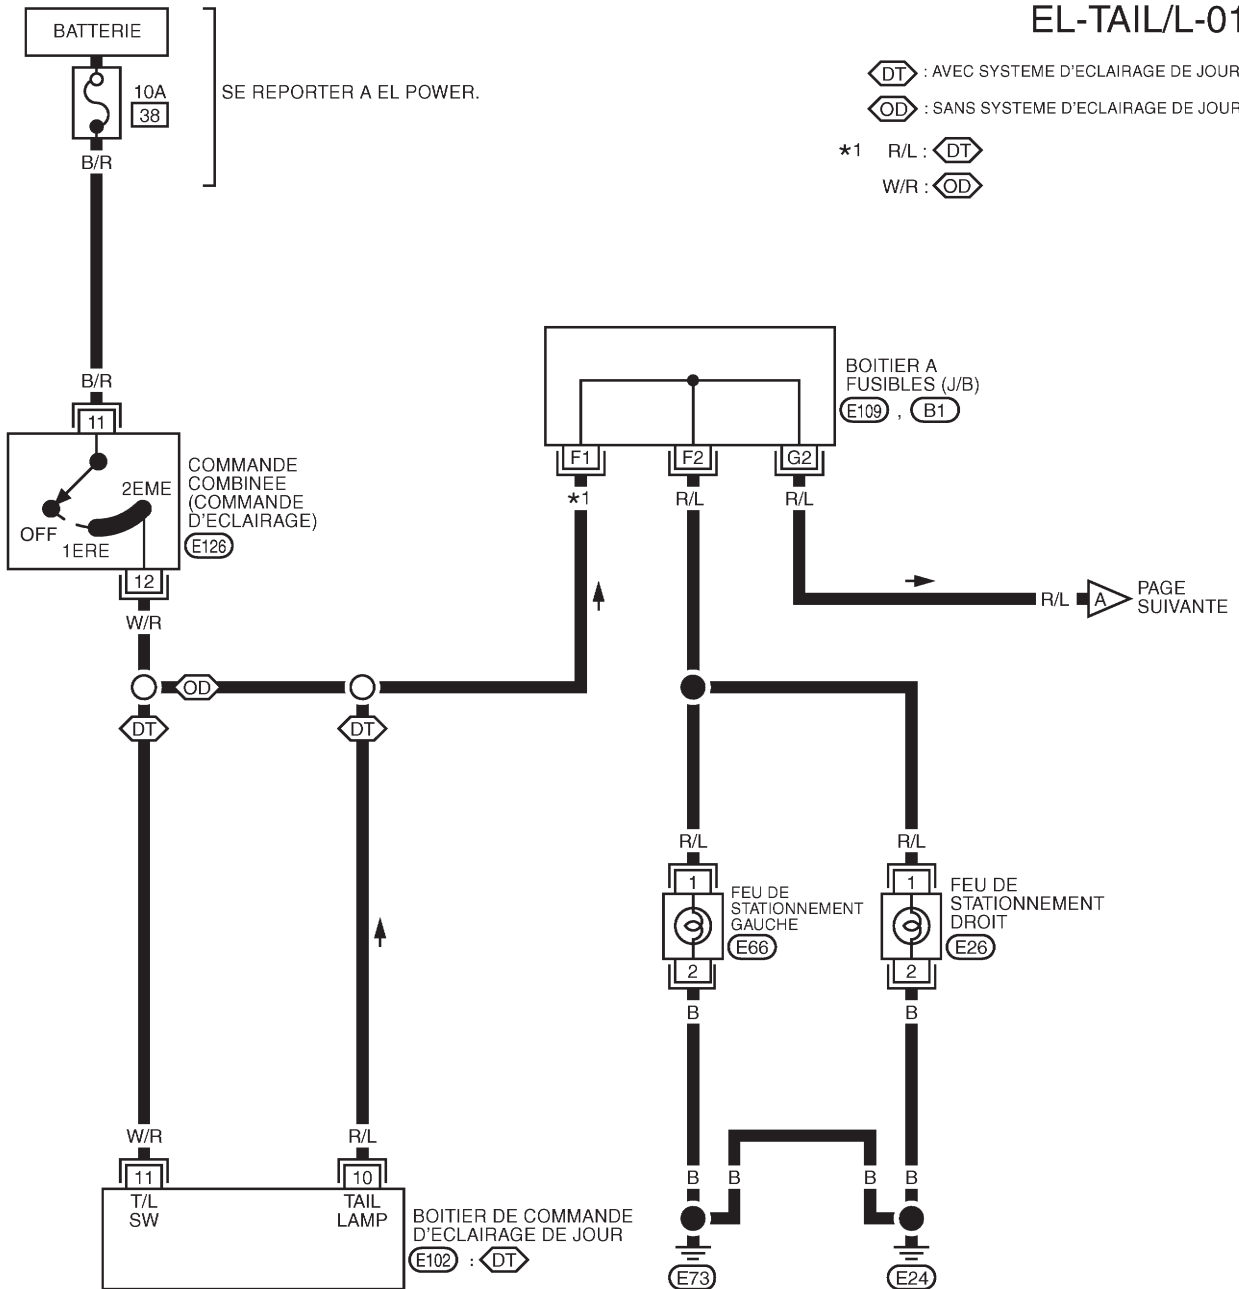 EL-TAIL/L-01
BATTERIE
10A
38
SE REPORTER A EL POWER.
DT : AVEC SYSTEME D'ECLAIRAGE DE JOUR
OD : SANS SYSTEME D'ECLAIRAGE DE JOUR
*1 R/L : DT
W/R : OD
B/R
B/R
11
COMMANDE
COMBINEE
(COMMANDE
D'ECLAIRAGE)
E126
2EME
OFF
1ERE
12
W/R
BOITIER A
FUSIBLES (J/B)
E109 , B1
F1
F2
G2
*1
R/L
R/L
R/L
A
PAGE
SUIVANTE
OD
DT
DT
R/L
R/L
1
FEU DE
STATIONNEMENT
GAUCHE
E66
2
1
FEU DE
STATIONNEMENT
DROIT
E26
2
B
B
W/R
R/L
11
10
T/L
SW
TAIL
LAMP
BOITIER DE COMMANDE
D'ECLAIRAGE DE JOUR
E102 : DT
B
B
B
B
E73
E24